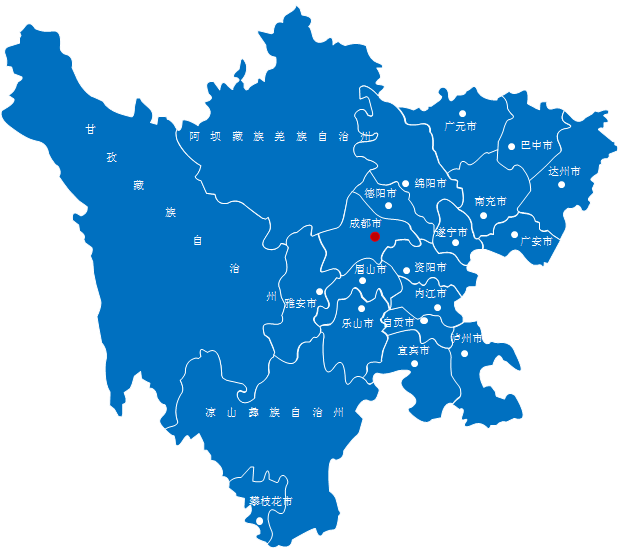 甘孜藏族自治州
阿坝藏族羌族自治州
广元市
巴中市
达州市
绵阳市
德阳市
南充市
成都市
遂宁市
广安市
眉山市
资阳市
雅安市
内江市
乐山市
自贡市
泸州市
宜宾市
凉山彝族自治州
攀枝花市